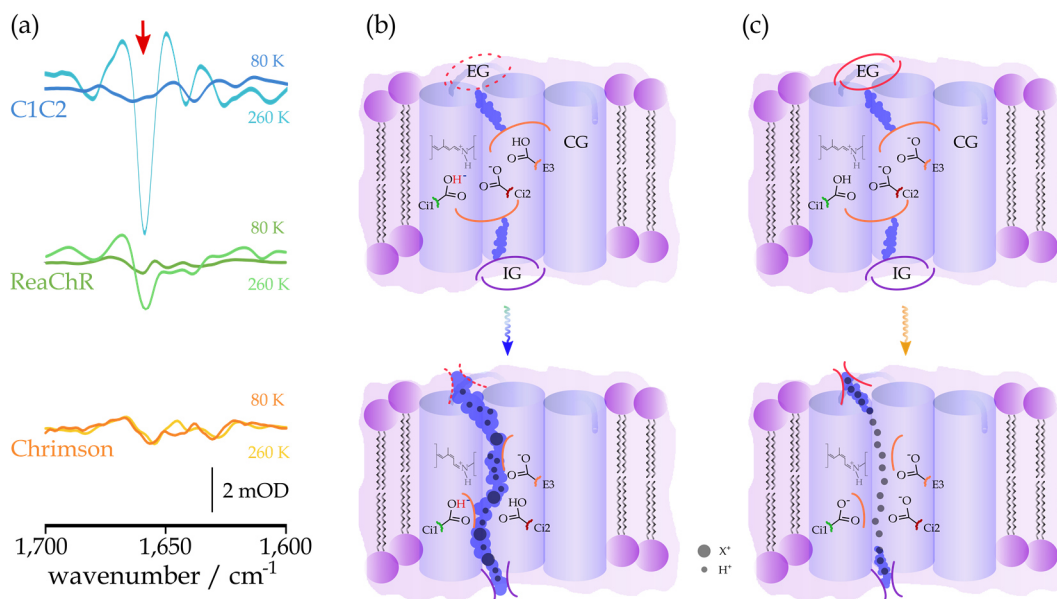 (a)
80 K
C1C2
260 K
80 K
ReaChR
260 K
80 K
Chrimson
260 K
2 mOD
1,700
1,650
1,600
wavenumber / cm⁻¹
(b)
EG
CG
N
H
HO
O
E3
⁻O
O
Ci2
OH⁻
O
Ci1
IG
N
H
⁻O
O
E3
OH⁻
O
Ci1
HO
O
Ci2
X⁺
H⁺
(c)
EG
CG
N
H
⁻O
O
E3
⁻O
O
Ci2
OH
O
Ci1
IG
N
H
⁻O
O
E3
O⁻
O
Ci1
⁻O
O
Ci2